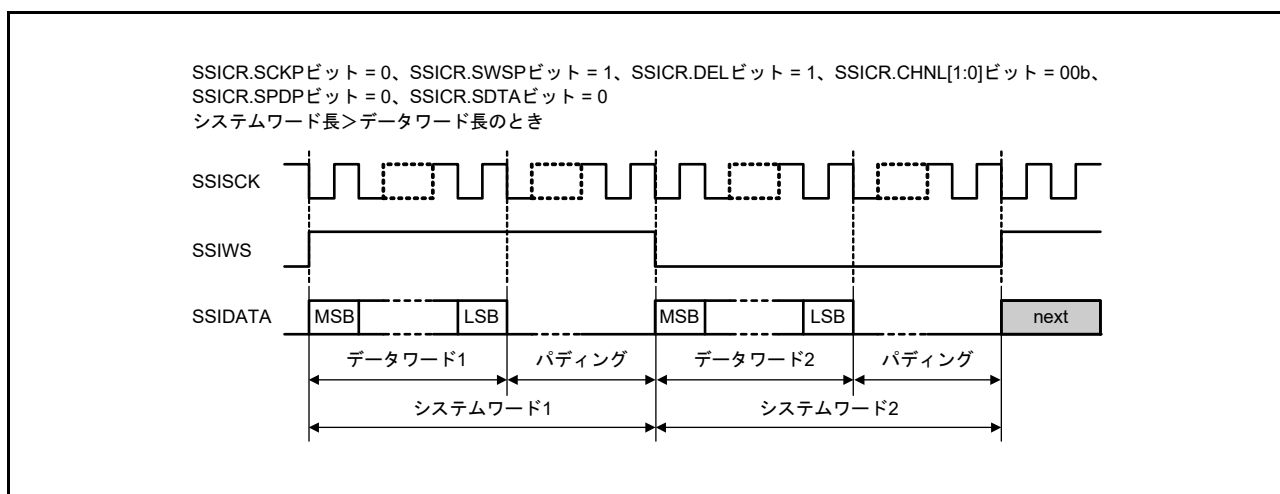 SSICR.SCKPビット = 0、SSICR.SWSPビット = 1、SSICR.DELビット = 1、SSICR.CHNL[1:0]ビット = 00b、
SSICR.SPDPビット = 0、SSICR.SDTAビット = 0
システムワード長＞データワード長のとき
SSISCK
SSIWS
SSIDATA MSB LSB MSB LSB next
データワード1 パディング データワード2 パディング
システムワード1 システムワード2